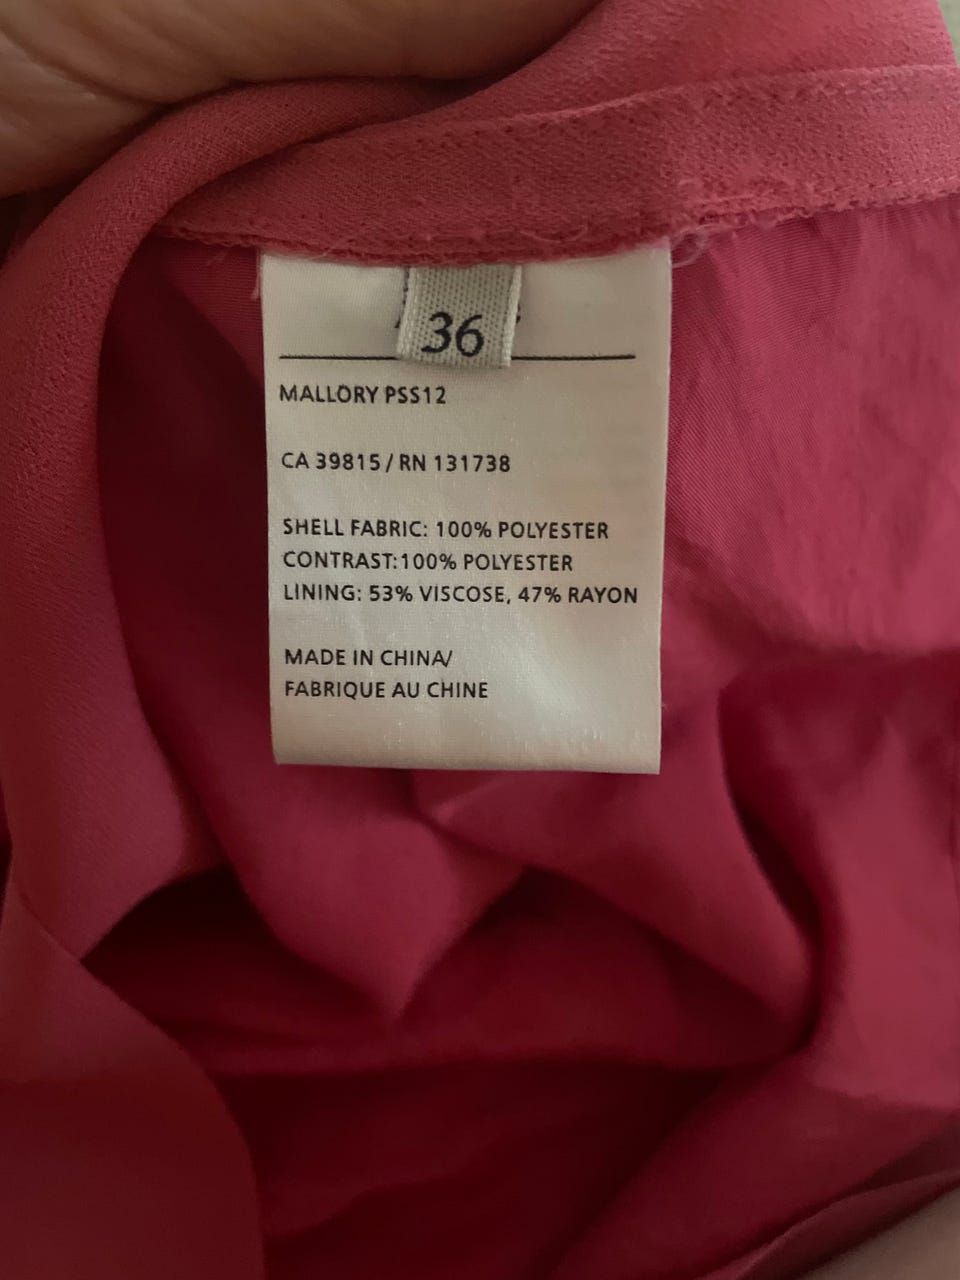 36
MALLORY PSS12
CA 39815 / RN 131738
SHELL FABRIC: 100% POLYESTER
CONTRAST:100% POLYESTER
LINING: 53% VISCOSE, 47% RAYON
MADE IN CHINA/
FABRIQUE AU CHINE